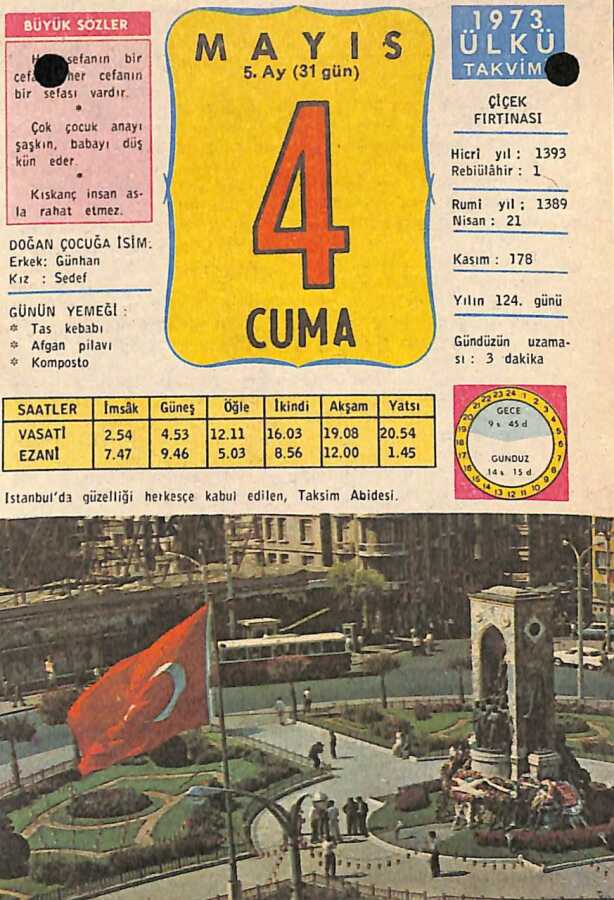 BÜYÜK SÖZLER
sefanın bir
her cefanın
bir sefası vardır.
*
Çok çocuk anayı
şaşkın, babayı düş
kün eder.
*
Kıskanç insan as-
la rahat etmez.
DOĞAN ÇOCUĞA İSİM:
Erkek: Günhan
Kız : Sedef
GÜNÜN YEMEĞİ :
Tas kebabı
Afgan pilavı
Komposto
MAYIS
5. Ay (31 gün)
4
CUMA
1973
ÜLKÜ
TAKVİM
ÇİÇEK
FIRTINASI
Hicrî yıl : 1393
Rebiülâhir : 1
Rumî yıl ; 1389
Nisan : 21
Kasım : 178
Yılın 124. günü
Gündüzün uzama-
sı : 3 dakika
SAATLER İmsâk Güneş Öğle İkindi Akşam Yatsı
VASATİ 2.54 4.53 12.11 16.03 19.08 20.54
EZANİ 7.47 9.46 5.03 8.56 12.00 1.45
GECE
9 s 45 d
GÜNDÜZ
14 s 15 d
İstanbul'da güzelliği herkesçe kabul edilen, Taksim Abidesi.